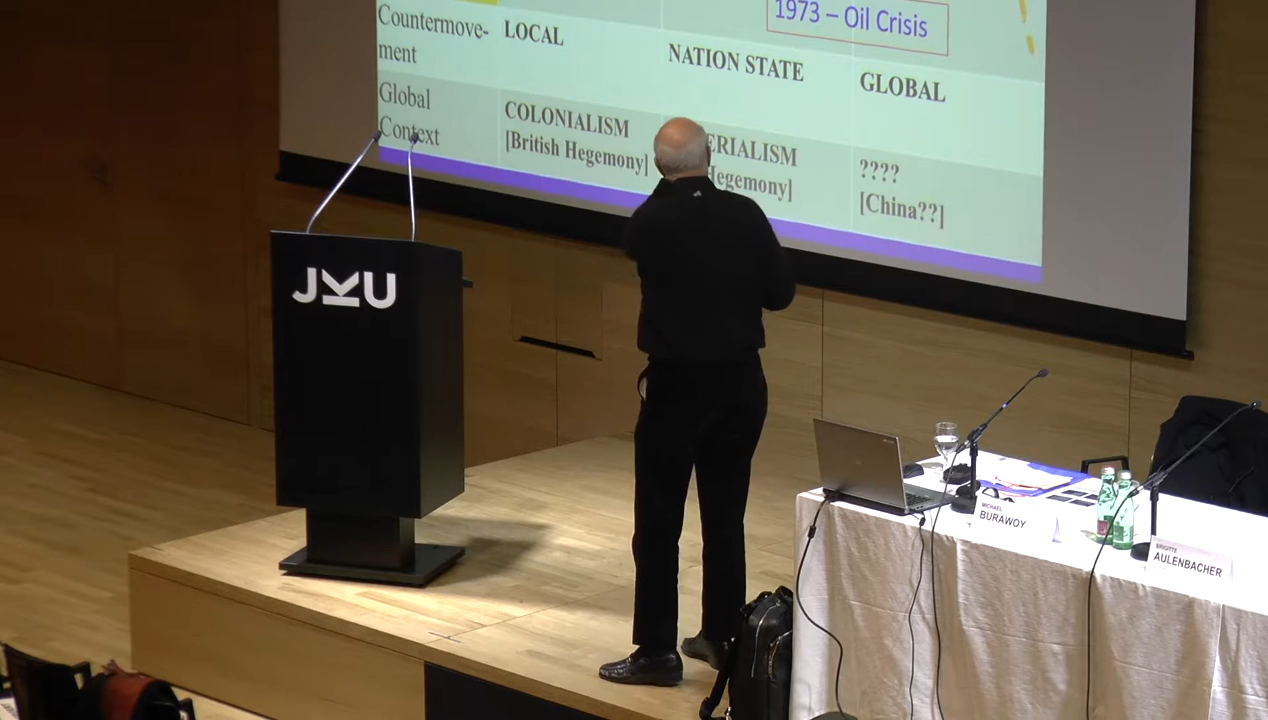 1973 – Oil Crisis
Countermove-
ment
LOCAL
NATION STATE
GLOBAL
Global
Context
COLONIALISM
[British Hegemony]
ERIALISM
Hegemony]
????
[China??]
JKU
MICHAEL
BURAWOY
BRIGITTE
AULENBACHER